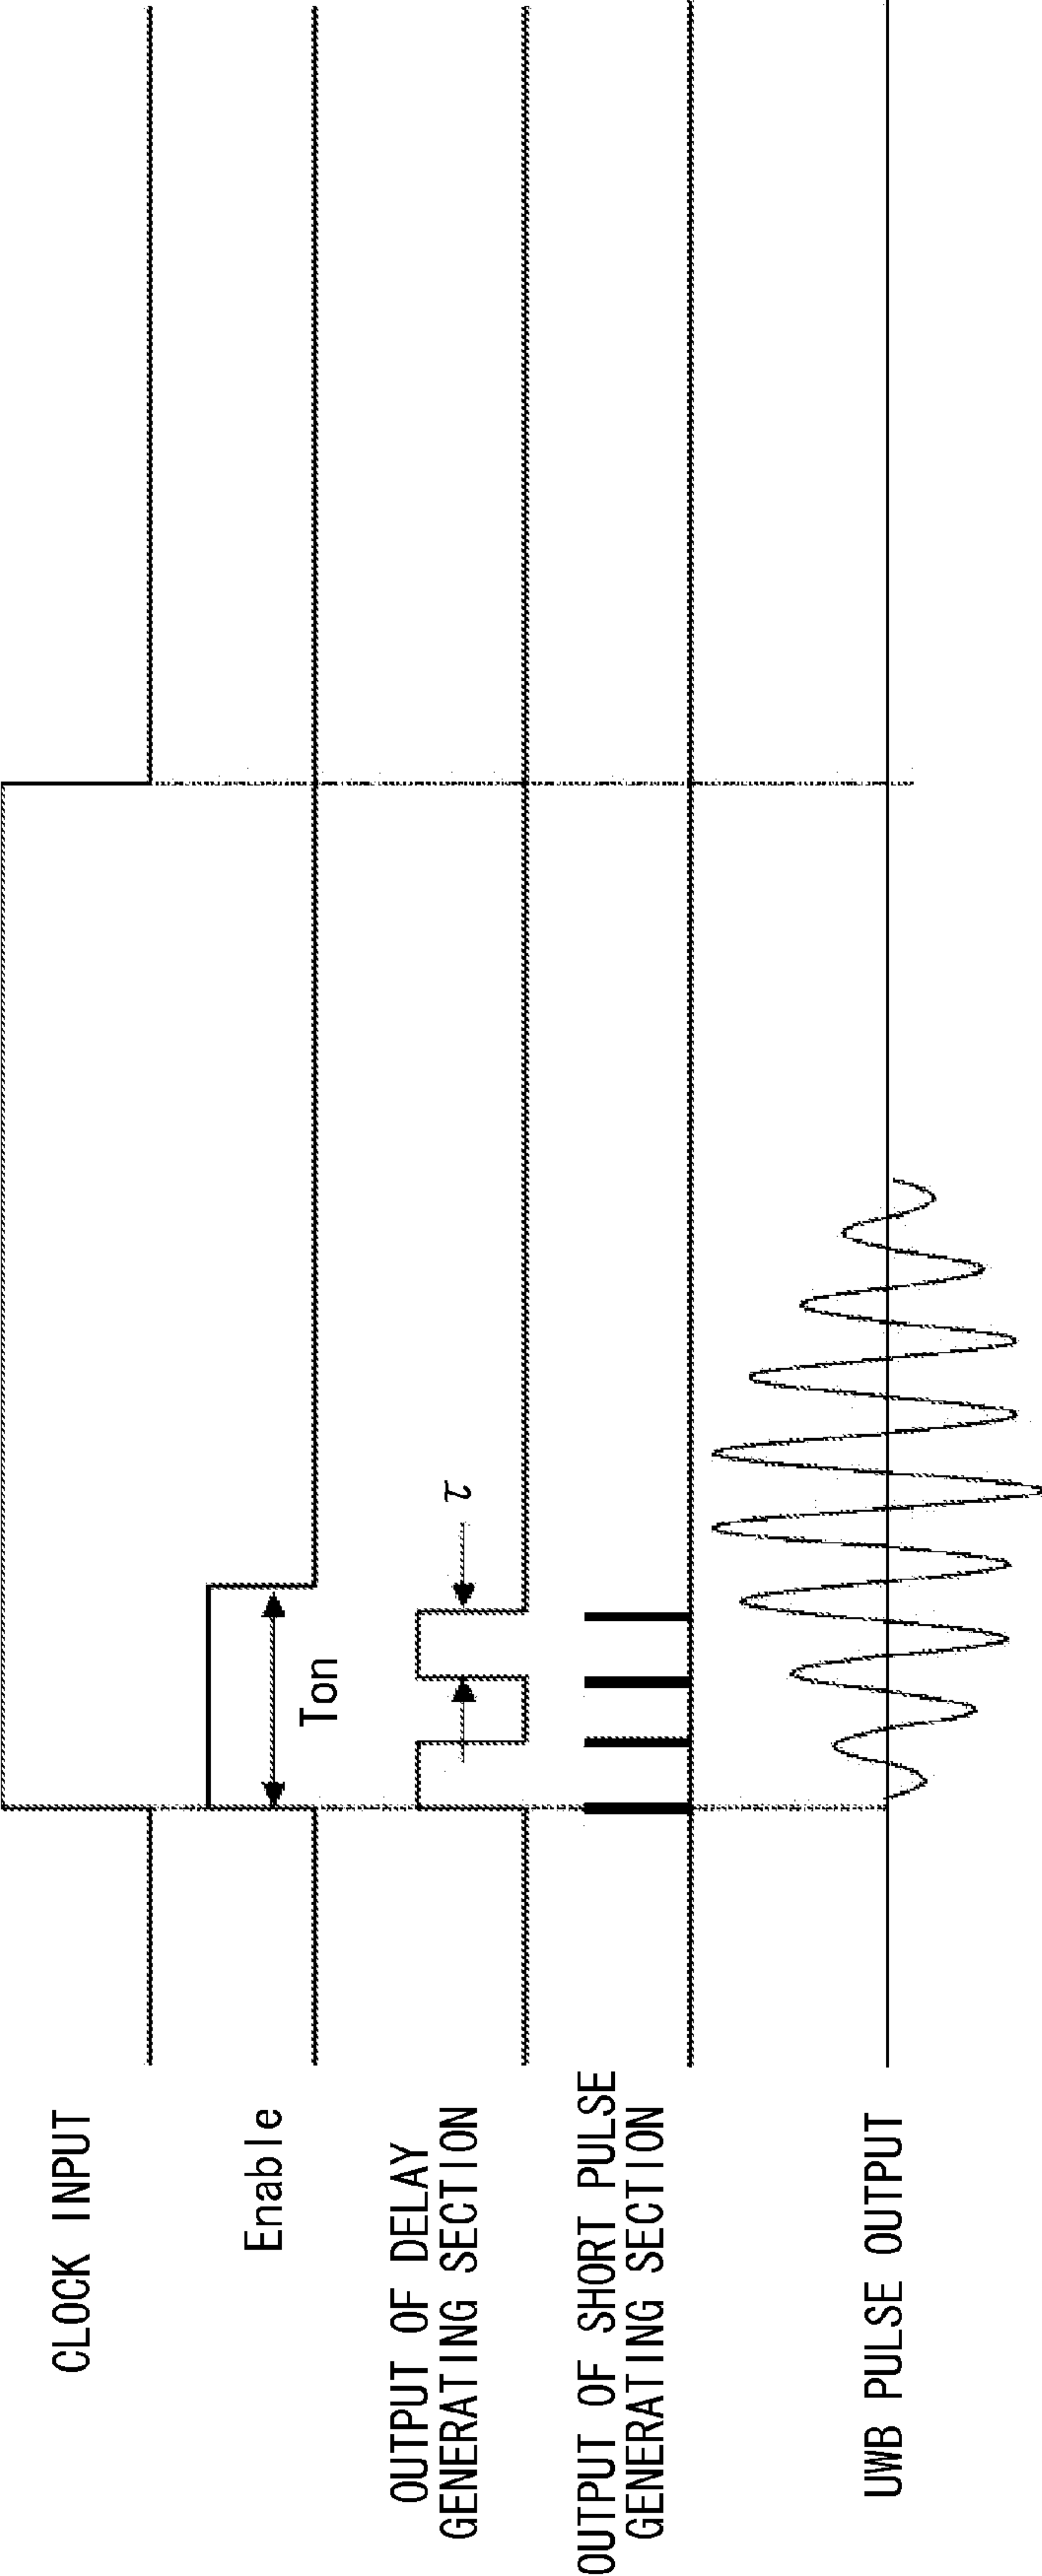 CLOCK INPUT
Enable
Ton
OUTPUT OF DELAY
GENERATING SECTION
τ
OUTPUT OF SHORT PULSE
GENERATING SECTION
UWB PULSE OUTPUT